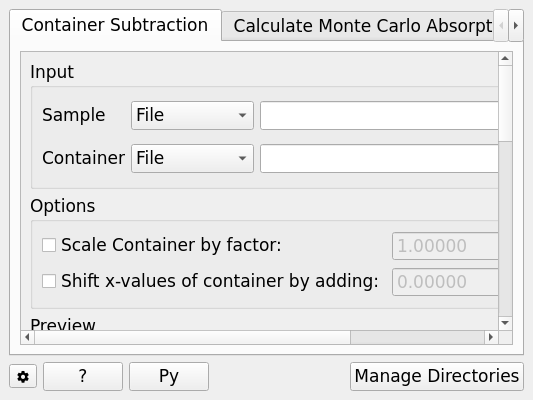 Container Subtraction
Calculate Monte Carlo Absorpt
Input
Sample File
Container File
Options
Scale Container by factor: 1.00000
Shift x-values of container by adding: 0.00000
Preview
? Py Manage Directories